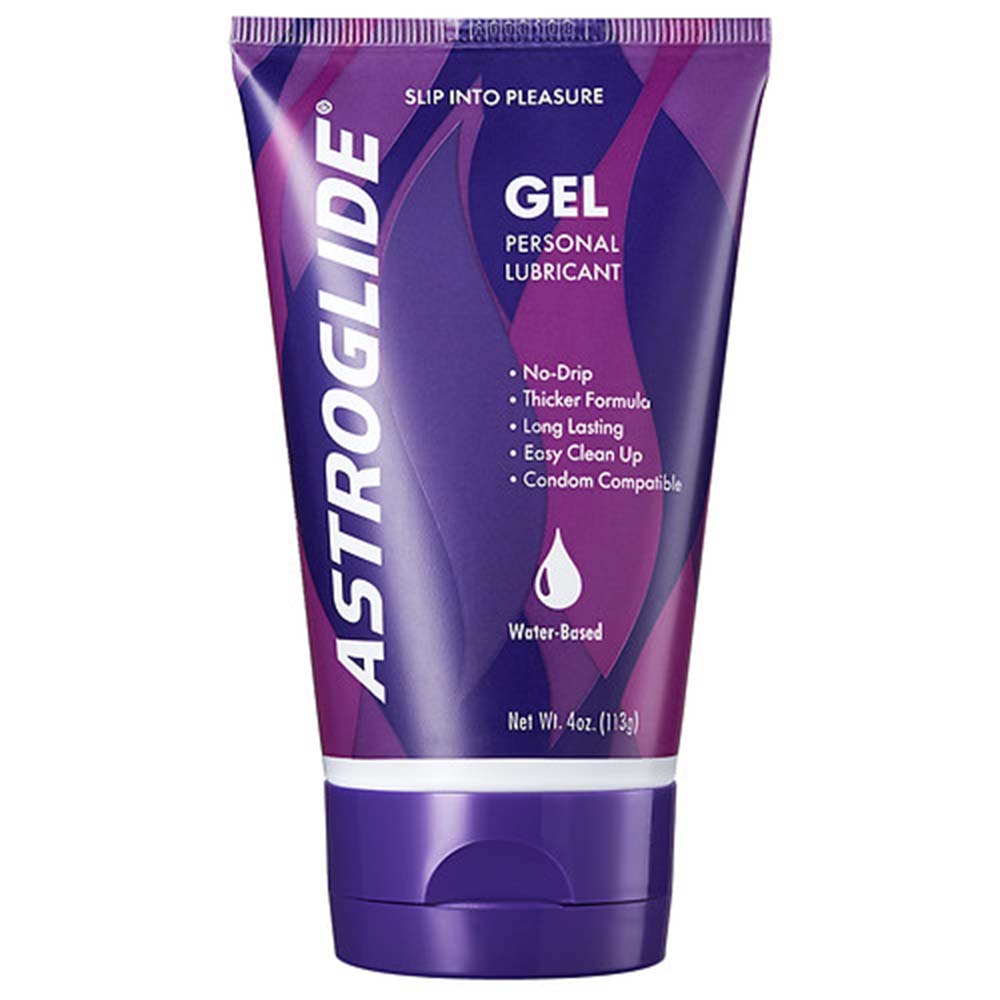 SLIP INTO PLEASURE
ASTROGLIDE®
GEL
PERSONAL
LUBRICANT
• No-Drip
• Thicker Formula
• Long Lasting
• Easy Clean Up
• Condom Compatible
Water-Based
Net Wt. 4oz. (113g)